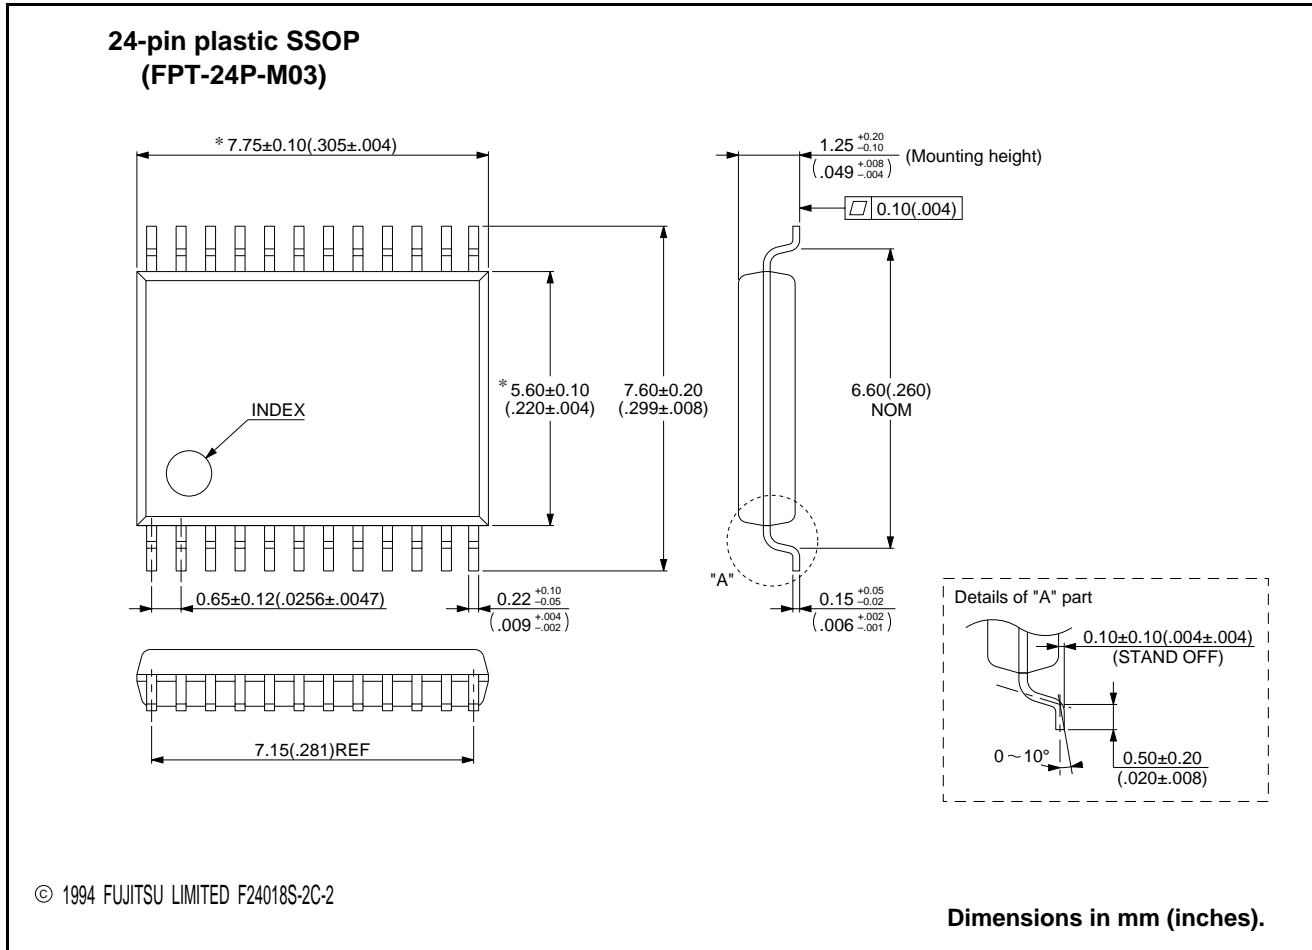 24-pin plastic SSOP
(FPT-24P-M03)
* 7.75±0.10(.305±.004)
1.25 +0.20 –0.10
(.049 +.008 –.004)
(Mounting height)
0.10(.004)
* 5.60±0.10
(.220±.004)
7.60±0.20
(.299±.008)
6.60(.260)
NOM
INDEX
"A"
0.65±0.12(.0256±.0047)
0.22 +0.10 –0.05
(.009 +.004 –.002)
0.15 +0.05 –0.02
(.006 +.002 –.001)
Details of "A" part
0.10±0.10(.004±.004)
(STAND OFF)
0～10°
0.50±0.20
(.020±.008)
7.15(.281)REF
© 1994 FUJITSU LIMITED F24018S-2C-2
Dimensions in mm (inches).